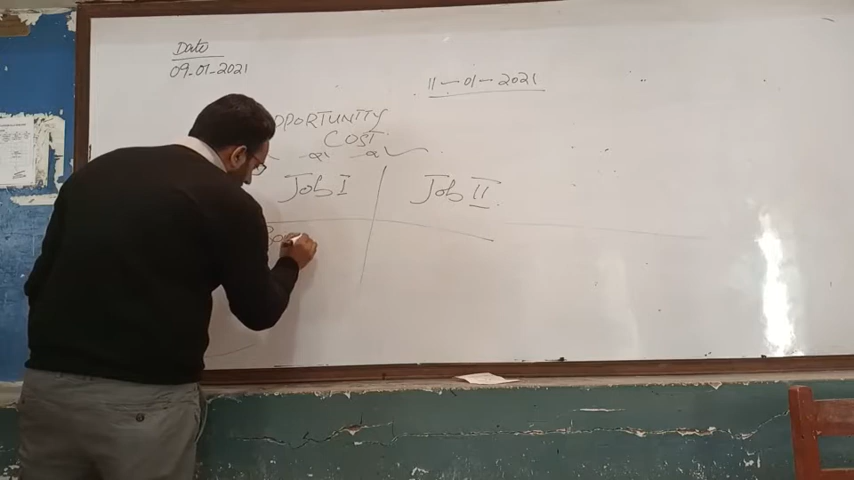 Date
09-01-2021
11-01-2021
OPPORTUNITY
COST
Job I
Job II